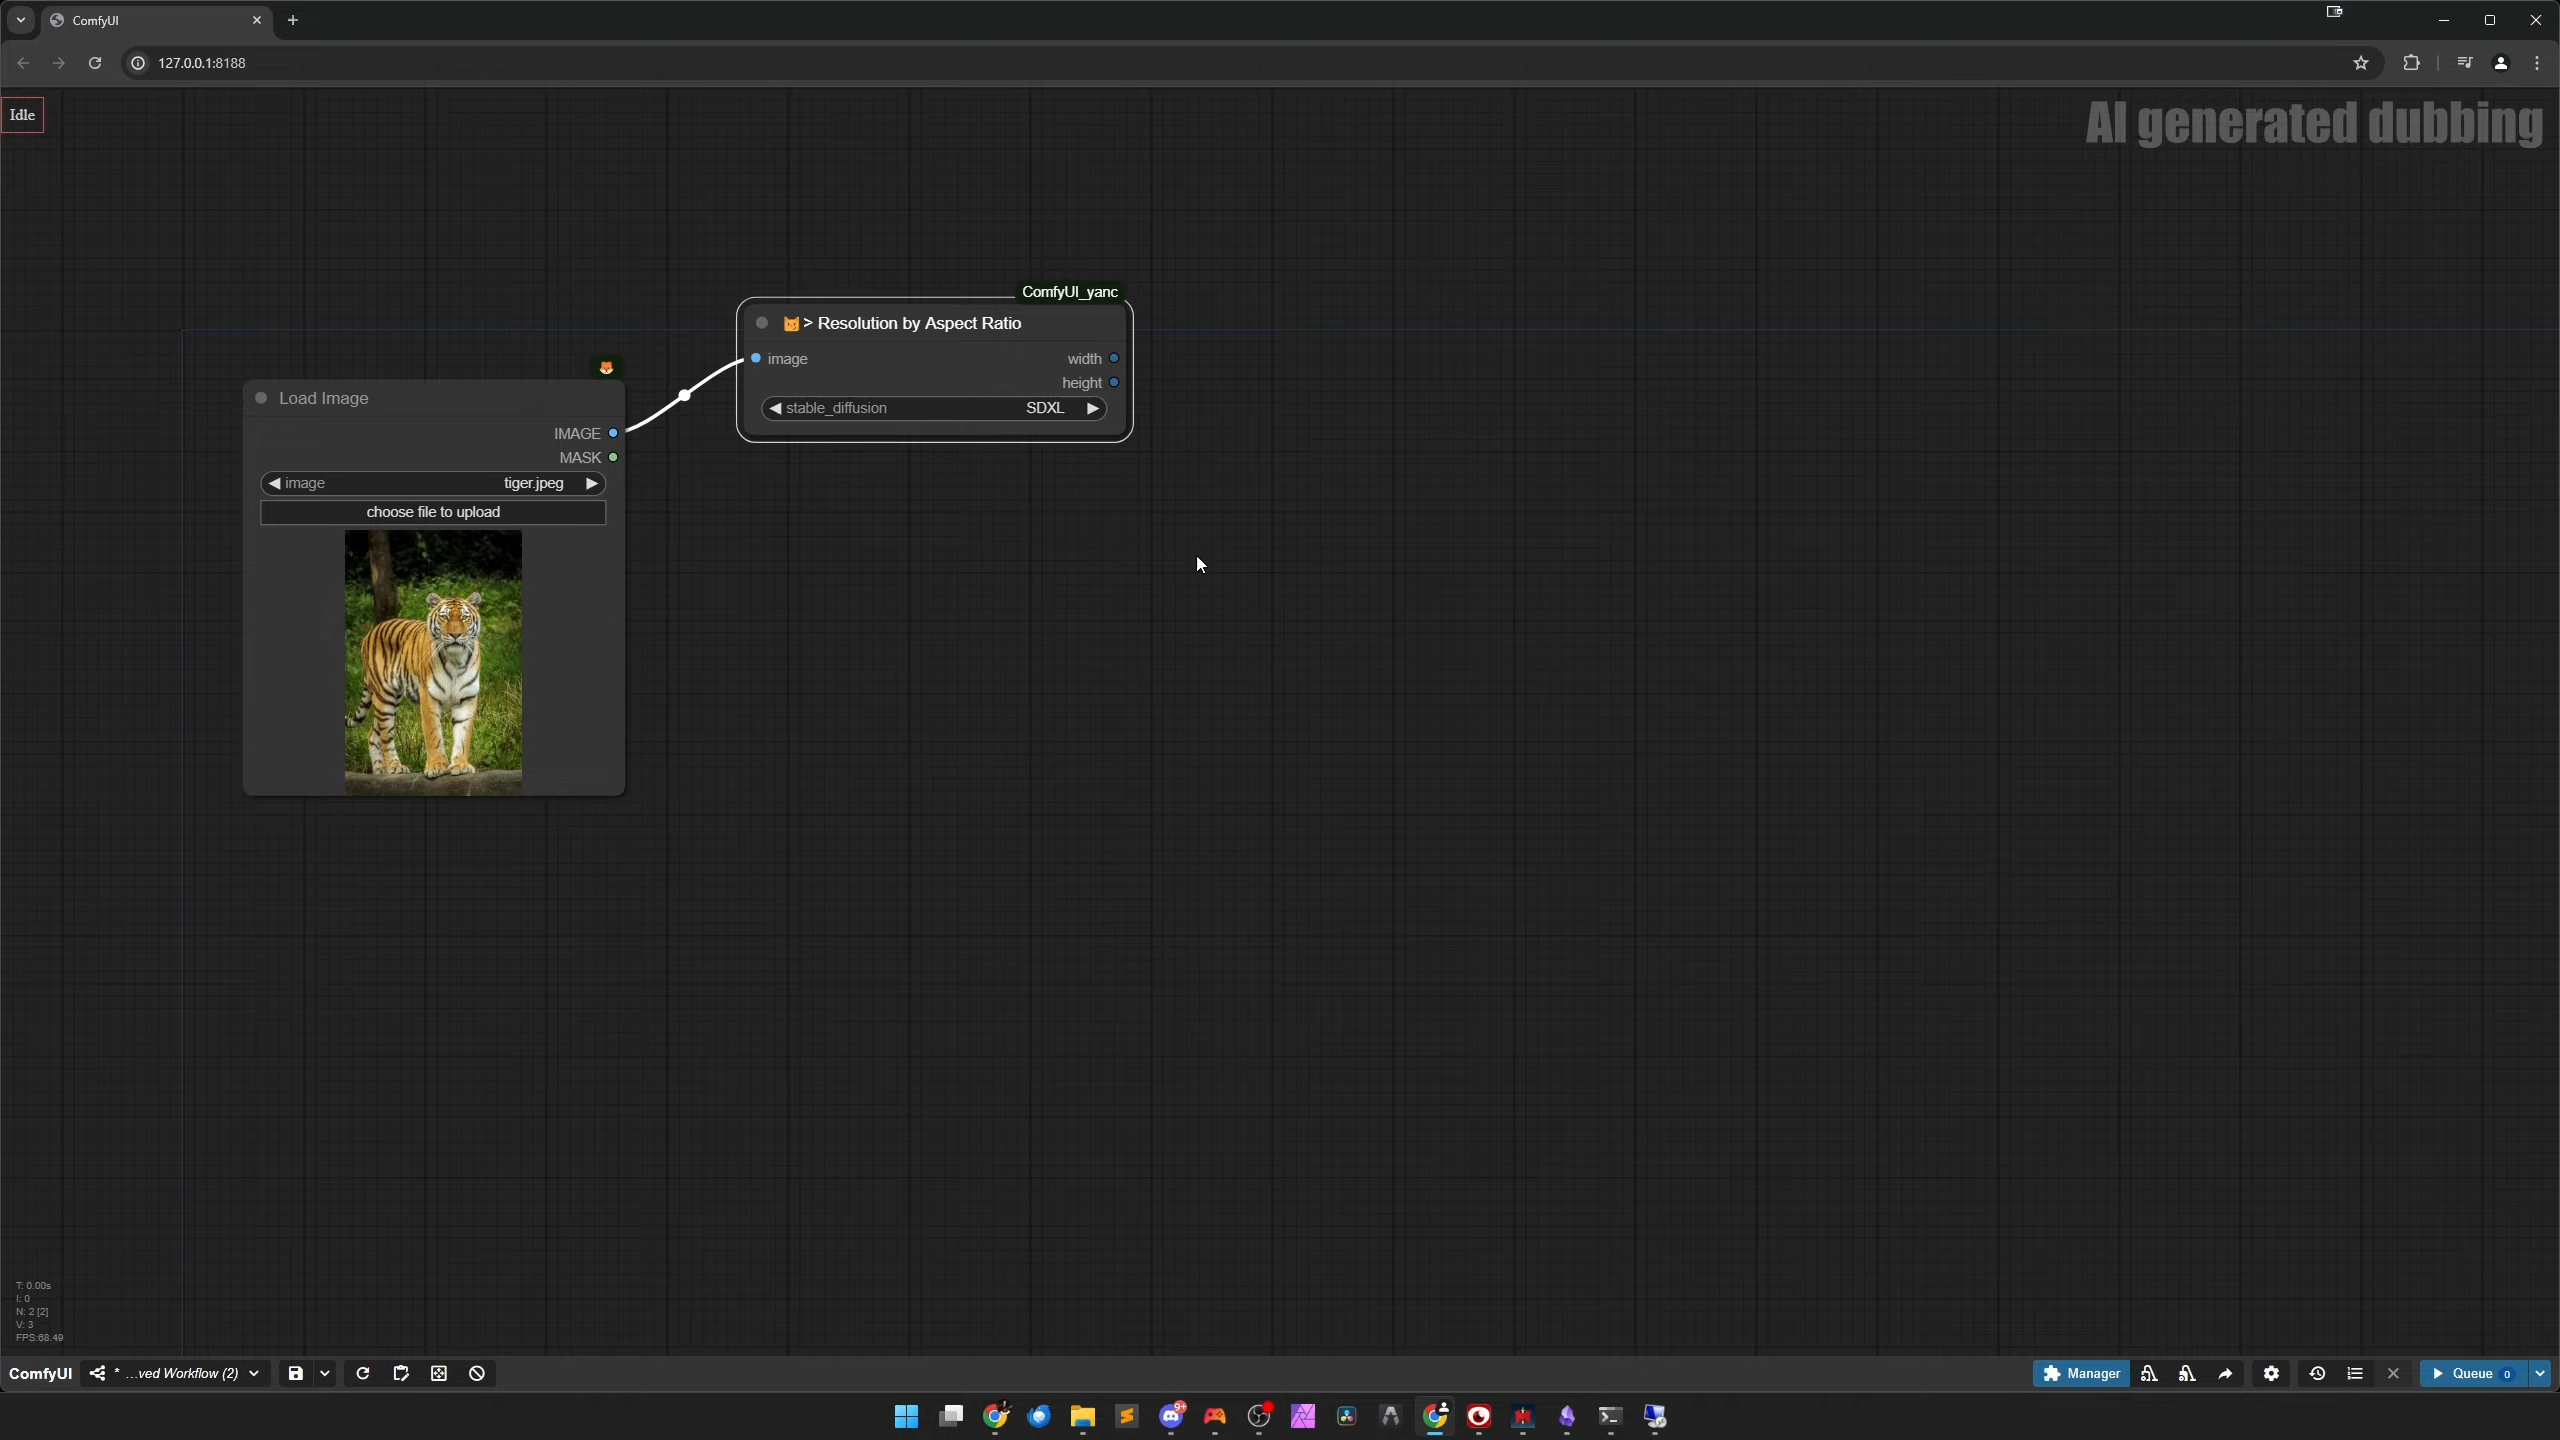 ComfyUI
127.0.0.1:8188
Idle
AI generated dubbing
ComfyUI_yanc
> Resolution by Aspect Ratio
image
width
height
stable_diffusion
SDXL
Load Image
IMAGE
MASK
image
tiger.jpeg
choose file to upload
T: 0.00s
I: 0
N: 2 [2]
V: 3
FPS:68.49
ComfyUI
* ...ved Workflow (2)
Manager
Queue
0
9+